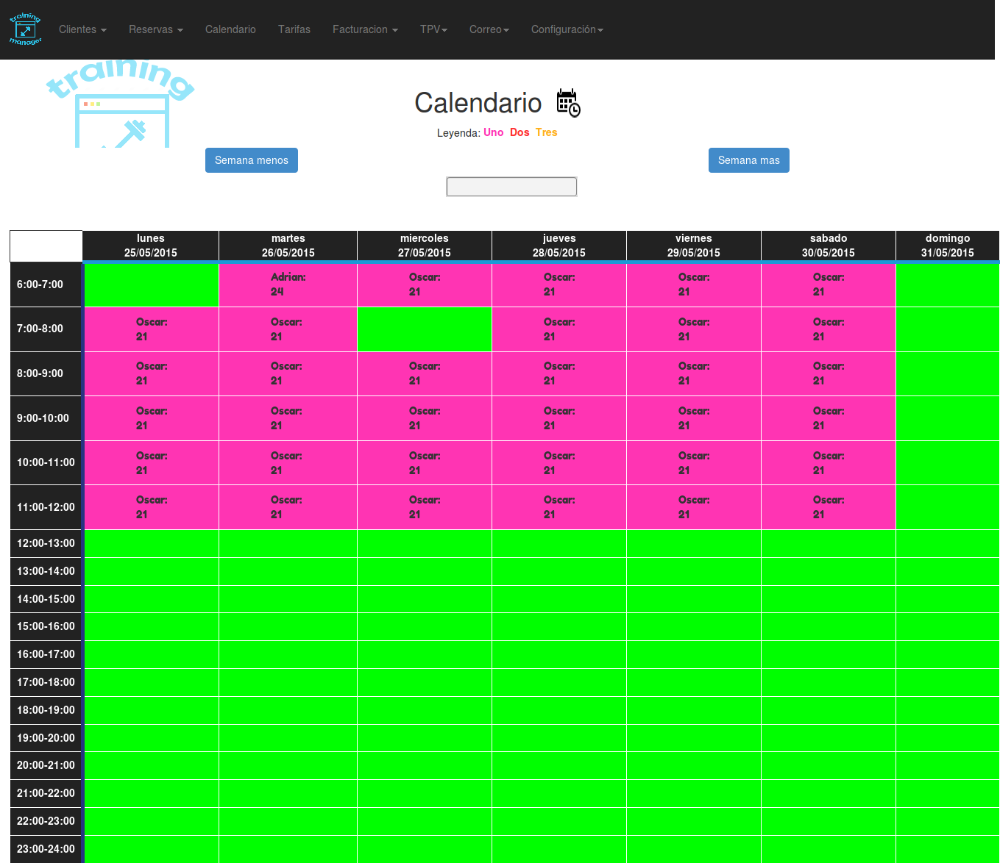 training
manager
Clientes Reservas Calendario Tarifas Facturacion TPV Correo Configuración
training
Calendario
Leyenda: Uno Dos Tres
Semana menos Semana mas
lunes martes miercoles jueves viernes sabado domingo
25/05/2015 26/05/2015 27/05/2015 28/05/2015 29/05/2015 30/05/2015 31/05/2015
6:00-7:00 Adrian: 24 Oscar: 21 Oscar: 21 Oscar: 21 Oscar: 21
7:00-8:00 Oscar: 21 Oscar: 21 Oscar: 21 Oscar: 21 Oscar: 21
8:00-9:00 Oscar: 21 Oscar: 21 Oscar: 21 Oscar: 21 Oscar: 21 Oscar: 21
9:00-10:00 Oscar: 21 Oscar: 21 Oscar: 21 Oscar: 21 Oscar: 21 Oscar: 21
10:00-11:00 Oscar: 21 Oscar: 21 Oscar: 21 Oscar: 21 Oscar: 21 Oscar: 21
11:00-12:00 Oscar: 21 Oscar: 21 Oscar: 21 Oscar: 21 Oscar: 21 Oscar: 21
12:00-13:00
13:00-14:00
14:00-15:00
15:00-16:00
16:00-17:00
17:00-18:00
18:00-19:00
19:00-20:00
20:00-21:00
21:00-22:00
22:00-23:00
23:00-24:00